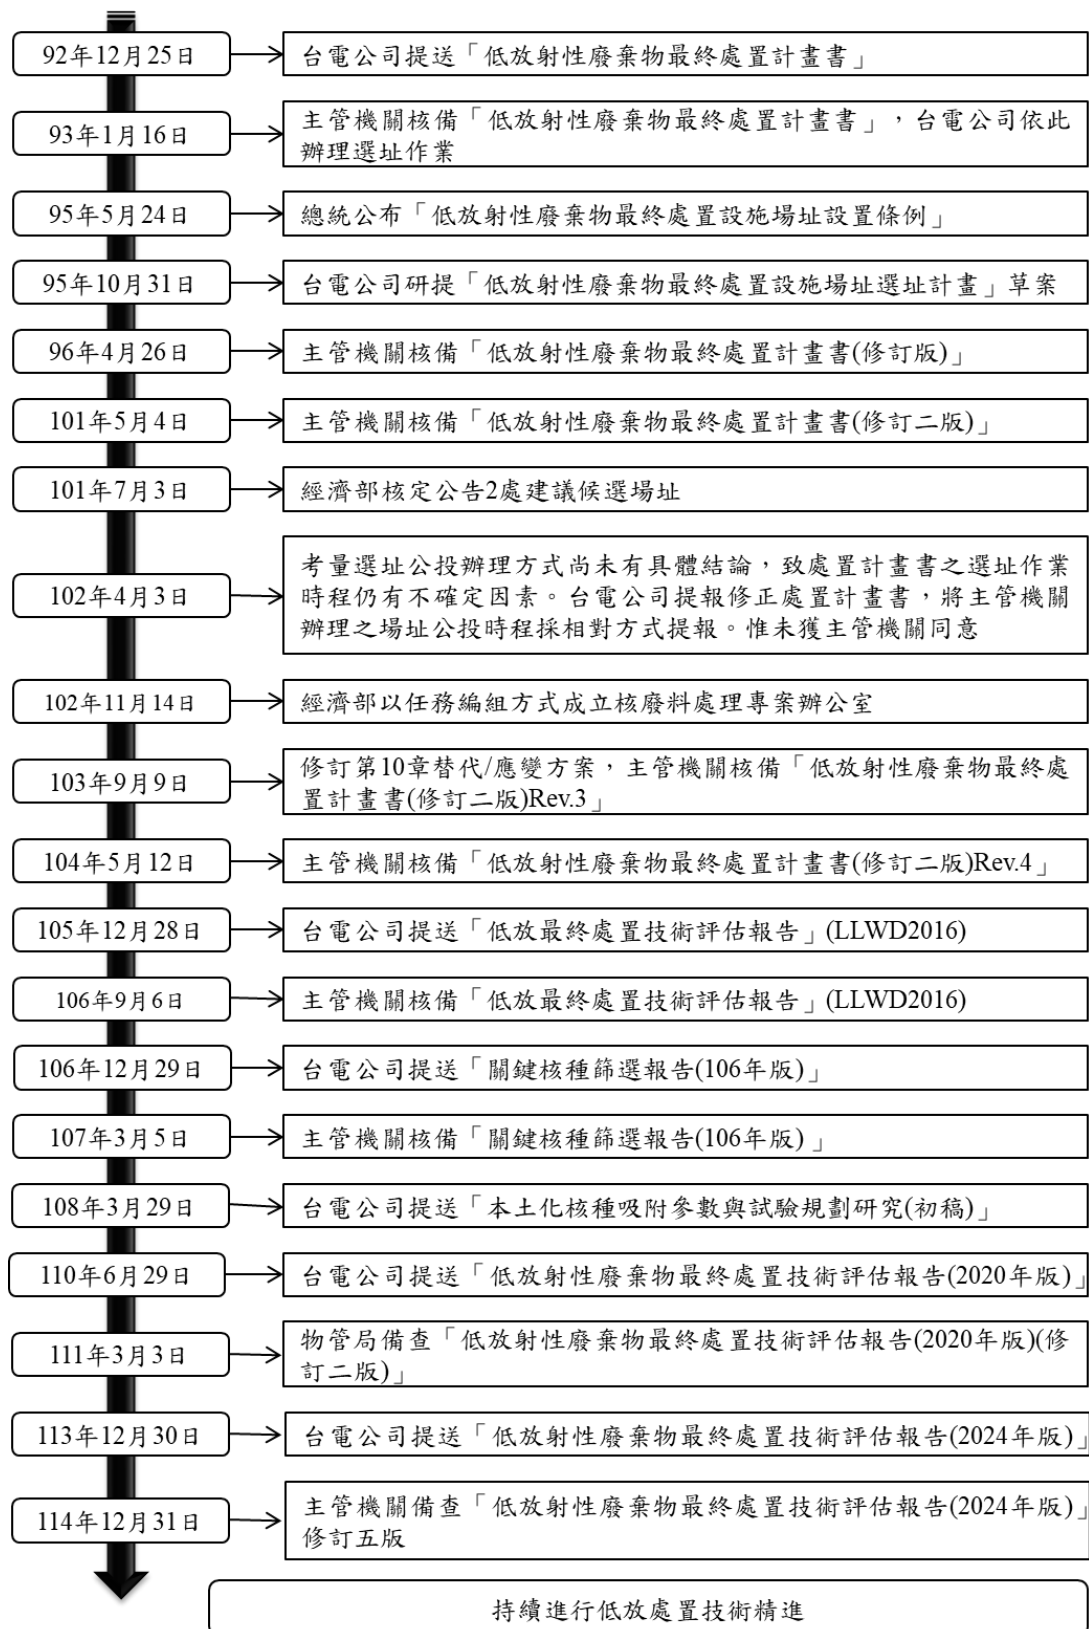 92年12月25日
台電公司提送「低放射性廢棄物最終處置計畫書」
93年1月16日
主管機關核備「低放射性廢棄物最終處置計畫書」，台電公司依此
辦理選址作業
95年5月24日
總統公布「低放射性廢棄物最終處置設施場址設置條例」
95年10月31日
台電公司研提「低放射性廢棄物最終處置設施場址選址計畫」草案
96年4月26日
主管機關核備「低放射性廢棄物最終處置計畫書(修訂版)」
101年5月4日
主管機關核備「低放射性廢棄物最終處置計畫書(修訂二版)」
101年7月3日
經濟部核定公告2處建議候選場址
102年4月3日
考量選址公投辦理方式尚未有具體結論，致處置計畫書之選址作業
時程仍有不確定因素。台電公司提報修正處置計畫書，將主管機關
辦理之場址公投時程採相對方式提報。惟未獲主管機關同意
102年11月14日
經濟部以任務編組方式成立核廢料處理專案辦公室
103年9月9日
修訂第10章替代/應變方案，主管機關核備「低放射性廢棄物最終處
置計畫書(修訂二版)Rev.3」
104年5月12日
主管機關核備「低放射性廢棄物最終處置計畫書(修訂二版)Rev.4」
105年12月28日
台電公司提送「低放最終處置技術評估報告」(LLWD2016)
106年9月6日
主管機關核備「低放最終處置技術評估報告」(LLWD2016)
106年12月29日
台電公司提送「關鍵核種篩選報告(106年版)」
107年3月5日
主管機關核備「關鍵核種篩選報告(106年版)」
108年3月29日
台電公司提送「本土化核種吸附參數與試驗規劃研究(初稿)」
110年6月29日
台電公司提送「低放射性廢棄物最終處置技術評估報告(2020年版)」
111年3月3日
物管局備查「低放射性廢棄物最終處置技術評估報告(2020年版)(修
訂二版)」
113年12月30日
台電公司提送「低放射性廢棄物最終處置技術評估報告(2024年版)」
114年12月31日
主管機關備查「低放射性廢棄物最終處置技術評估報告(2024年版)」
修訂五版
持續進行低放處置技術精進